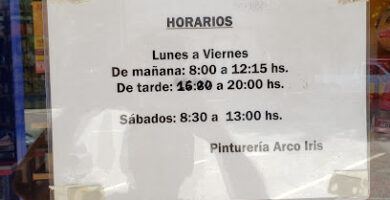 HORARIOS
Lunes a Viernes
De mañana: 8:00 a 12:15 hs.
De tarde: a 20:00 hs.
Sábados: 8:30 a 13:00 hs.
Pinturería Arco Iris